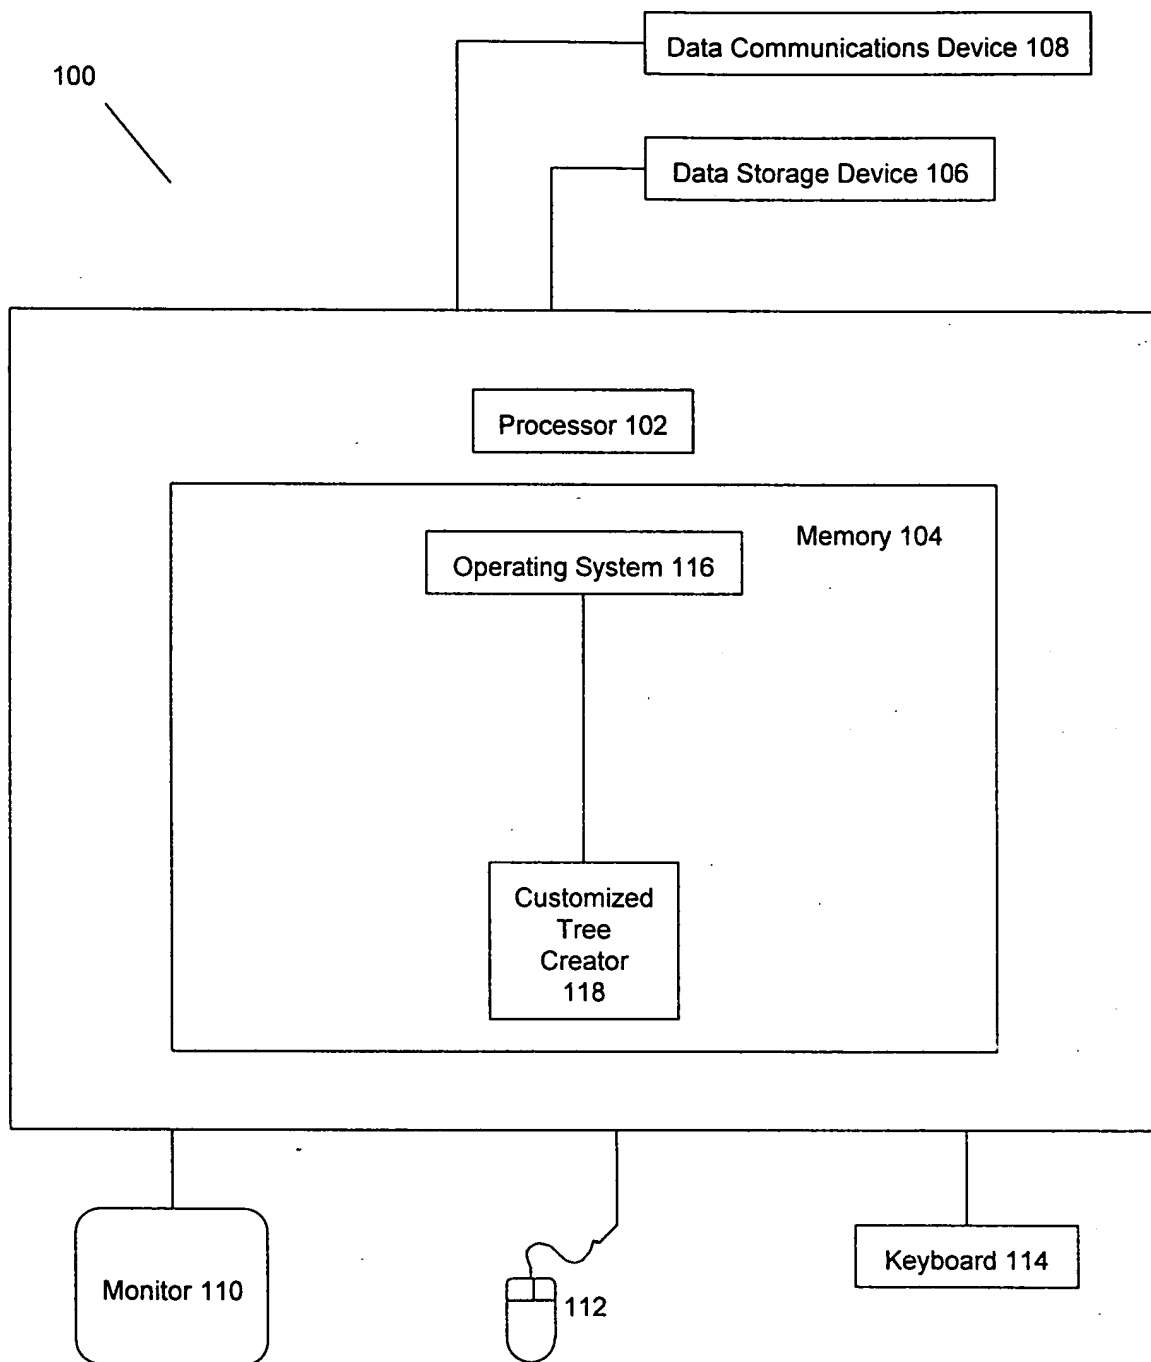 Data Communications Device 108
100
Data Storage Device 106
Processor 102
Memory 104
Operating System 116
Customized
Tree
Creator
118
Monitor 110
112
Keyboard 114